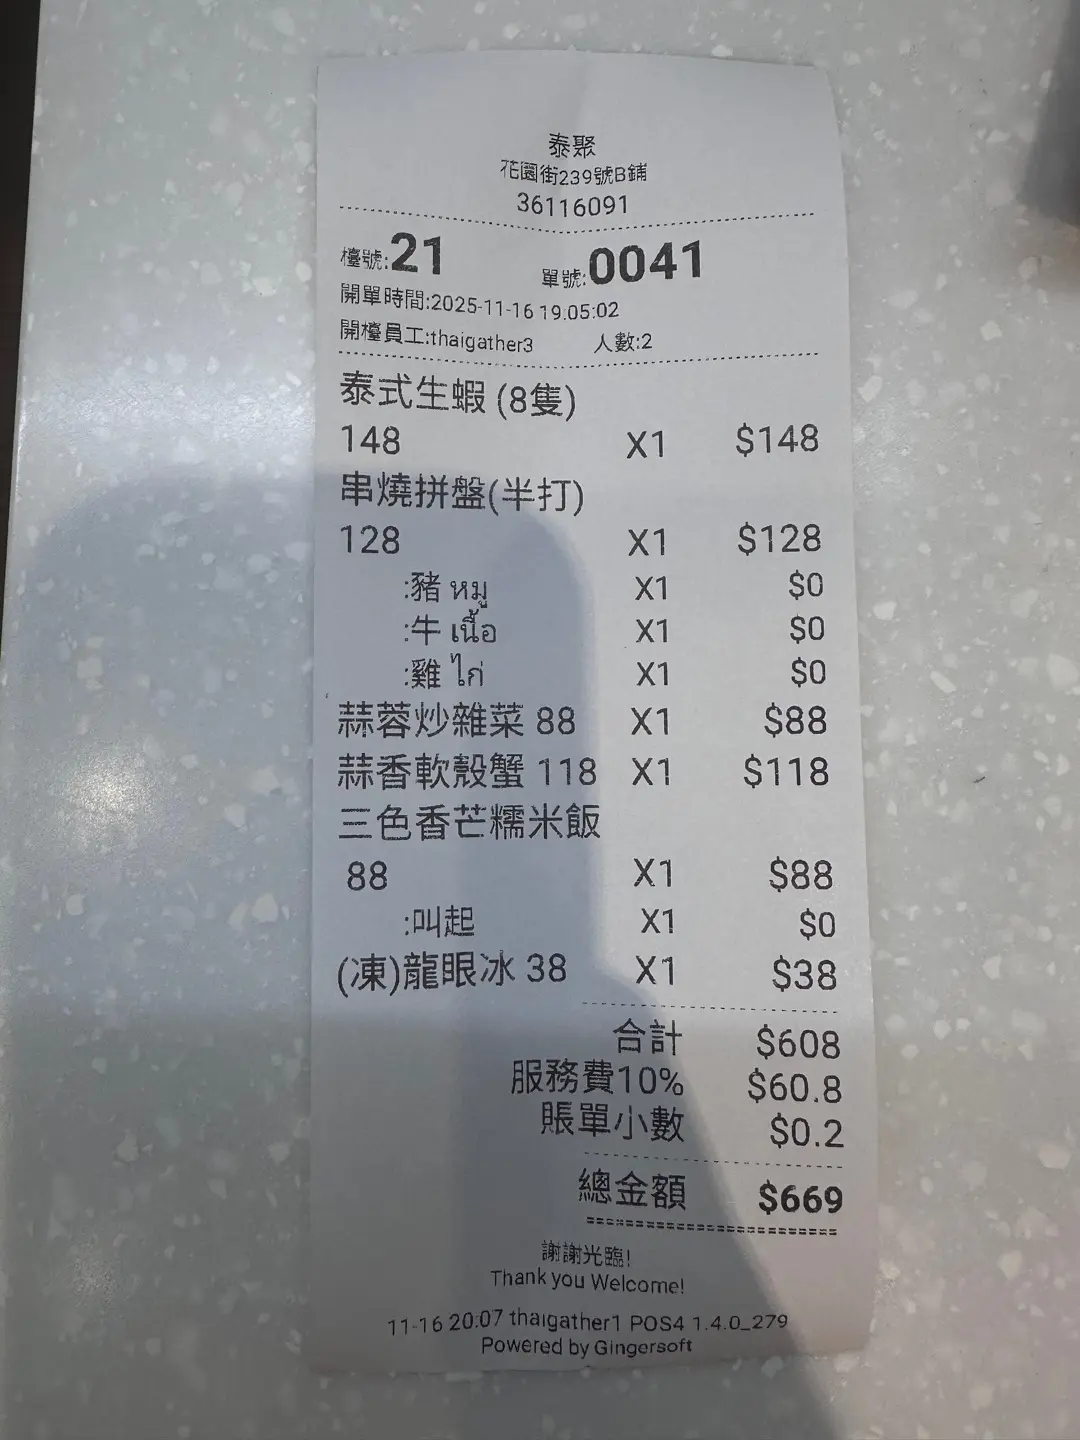 泰聚
花園街239號B鋪
36116091
檯號:21 單號:0041
開單時間:2025-11-16 19:05:02
開檯員工:thaigather3 人數:2
泰式生蝦 (8隻)
148 X1 $148
串燒拼盤(半打)
128 X1 $128
:豬 หมู X1 $0
:牛 เนื้อ X1 $0
:雞 ไก่ X1 $0
蒜蓉炒雜菜 88 X1 $88
蒜香軟殼蟹 118 X1 $118
三色香芒糯米飯
88 X1 $88
:叫起 X1 $0
(凍)龍眼冰 38 X1 $38
合計 $608
服務費10% $60.8
賬單小數 $0.2
總金額 $669
謝謝光臨!
Thank you Welcome!
11-16 20:07 thaigather1 POS4 1.4.0_279
Powered by Gingersoft